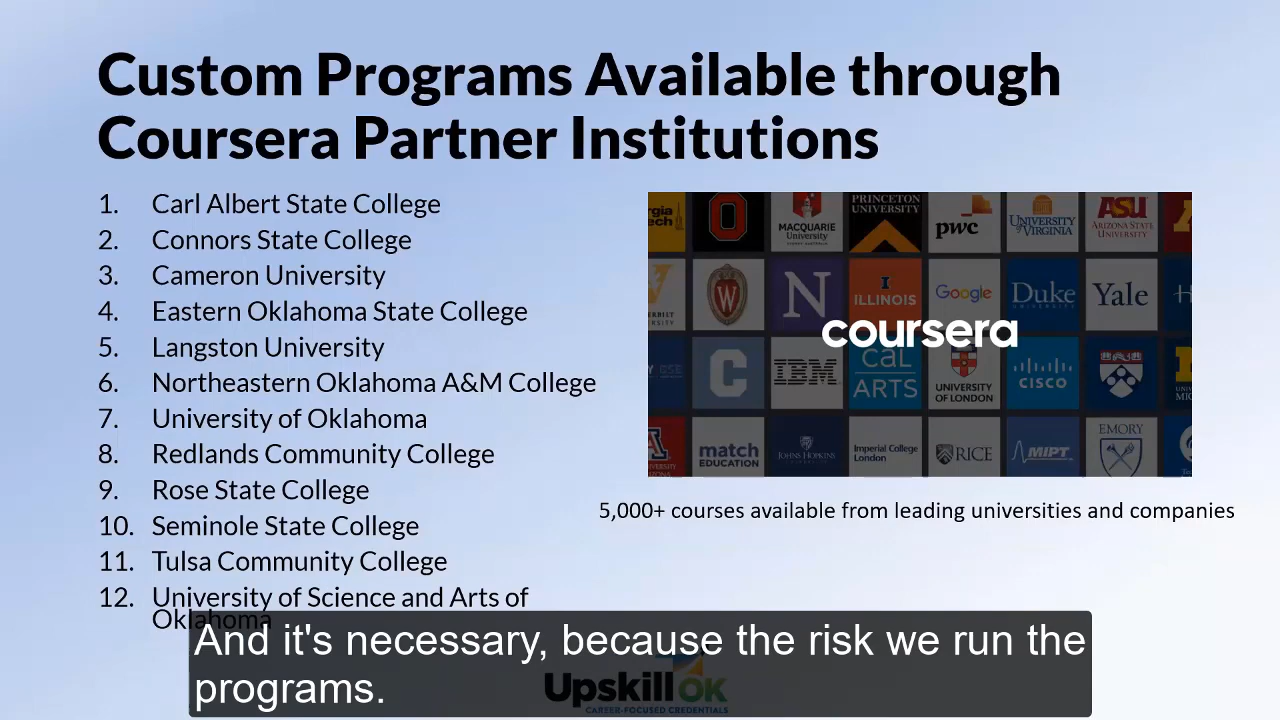 Custom Programs Available through
Coursera Partner Institutions
1. Carl Albert State College
2. Connors State College
3. Cameron University
4. Eastern Oklahoma State College
5. Langston University
6. Northeastern Oklahoma A&M College
7. University of Oklahoma
8. Redlands Community College
9. Rose State College
10. Seminole State College
11. Tulsa Community College
12. University of Science and Arts of
Oklahoma
MACQUARIE
University
PRINCETON
UNIVERSITY
pwc
UNIVERSITY
of VIRGINIA
ASU
ARIZONA STATE
UNIVERSITY
W
N
ILLINOIS
Google
Duke
UNIVERSITY
Yale
coursera
C
IBM
CAL
ARTS
UNIVERSITY
OF LONDON
CISCO
match
EDUCATION
JOHNS HOPKINS
Imperial College
London
RICE
MIPT
EMORY
5,000+ courses available from leading universities and companies
And it's necessary, because the risk we run the
programs.
UpskillOK
CAREER-FOCUSED CREDENTIALS